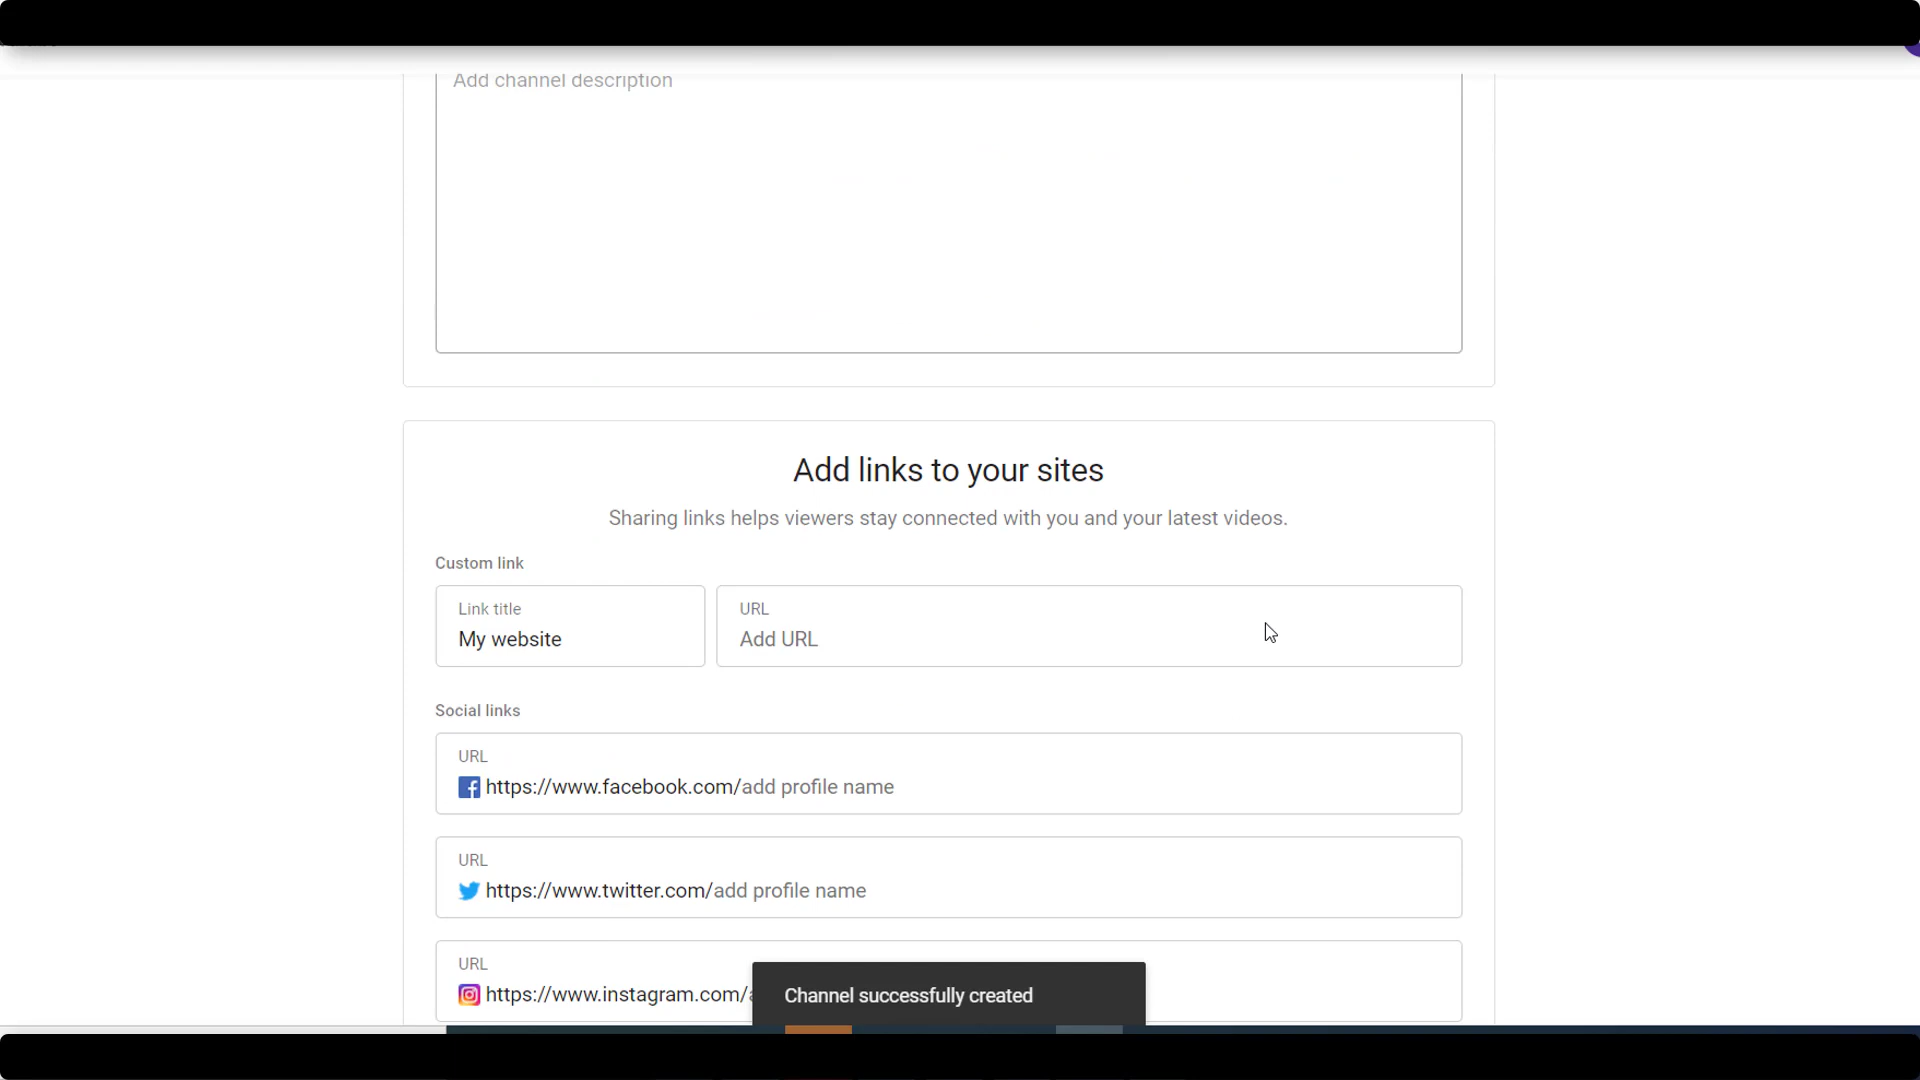 Add channel description
Add links to your sites
Sharing links helps viewers stay connected with you and your latest videos.
Custom link
Link title
My website
URL
Add URL
Social links
URL
https://www.facebook.com/add profile name
URL
https://www.twitter.com/add profile name
URL
https://www.instagram.com/
Channel successfully created